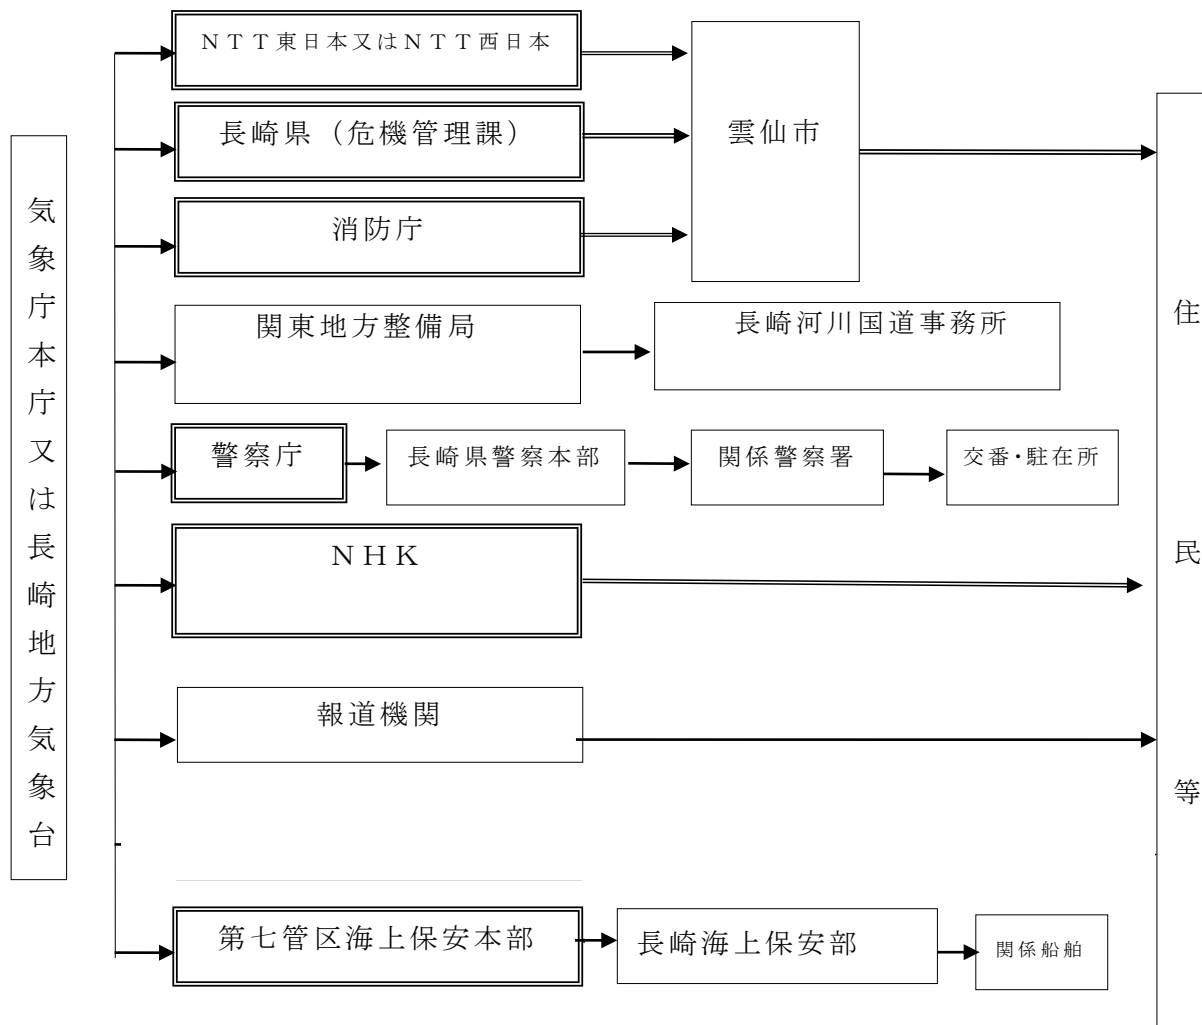 気象庁本庁又は長崎地方気象台
ＮＴＴ東日本又はＮＴＴ西日本
長崎県（危機管理課）
消防庁
雲仙市
関東地方整備局
長崎河川国道事務所
警察庁
長崎県警察本部
関係警察署
交番・駐在所
ＮＨＫ
報道機関
第七管区海上保安本部
長崎海上保安部
関係船舶
住民等